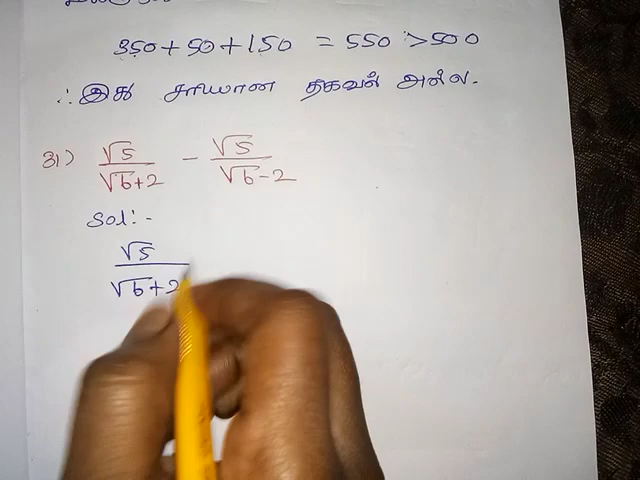 350+50+150 = 550 >500
∴ இது சரியான தகவல் அல்ல.
31) √5/√6+2 - √5/√6-2
Sol:-
√5/√6+2